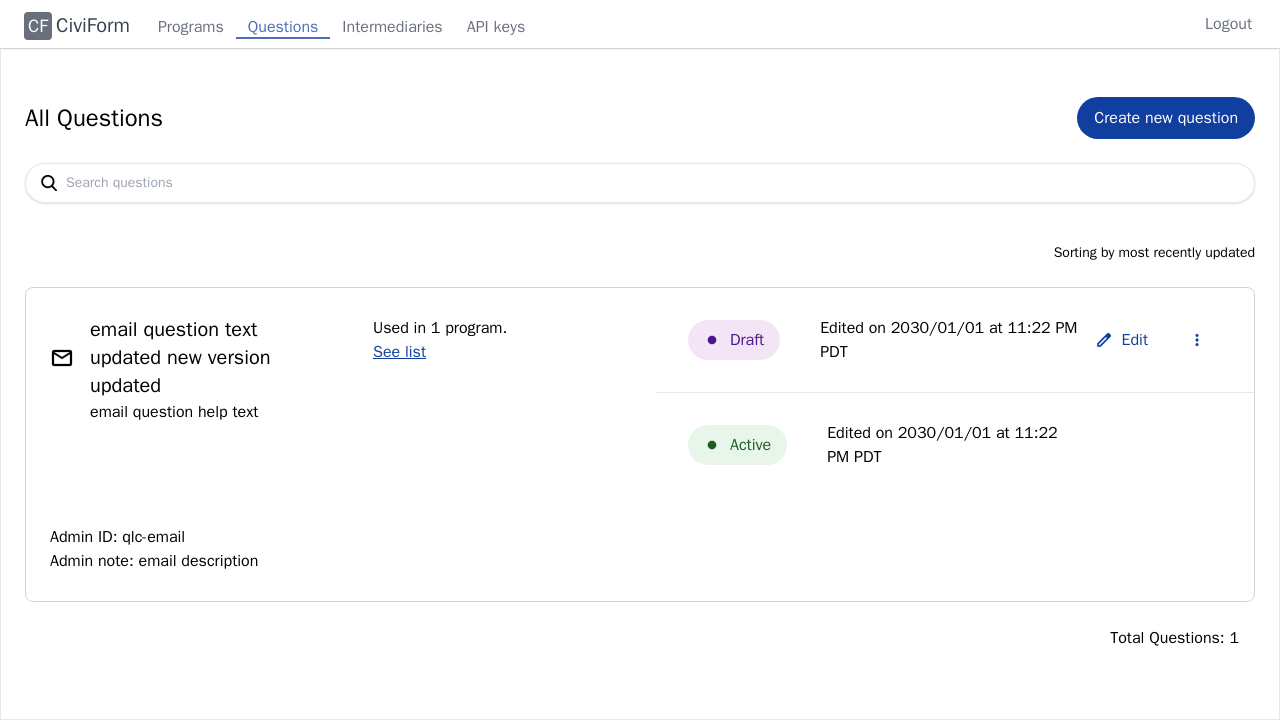 CF CiviForm Programs Questions Intermediaries API keys Logout
All Questions Create new question
Search questions
Sorting by most recently updated
email question text
updated new version
updated
email question help text
Used in 1 program.
See list
Draft
Edited on 2030/01/01 at 11:22 PM
PDT
Edit
Active
Edited on 2030/01/01 at 11:22
PM PDT
Admin ID: qlc-email
Admin note: email description
Total Questions: 1